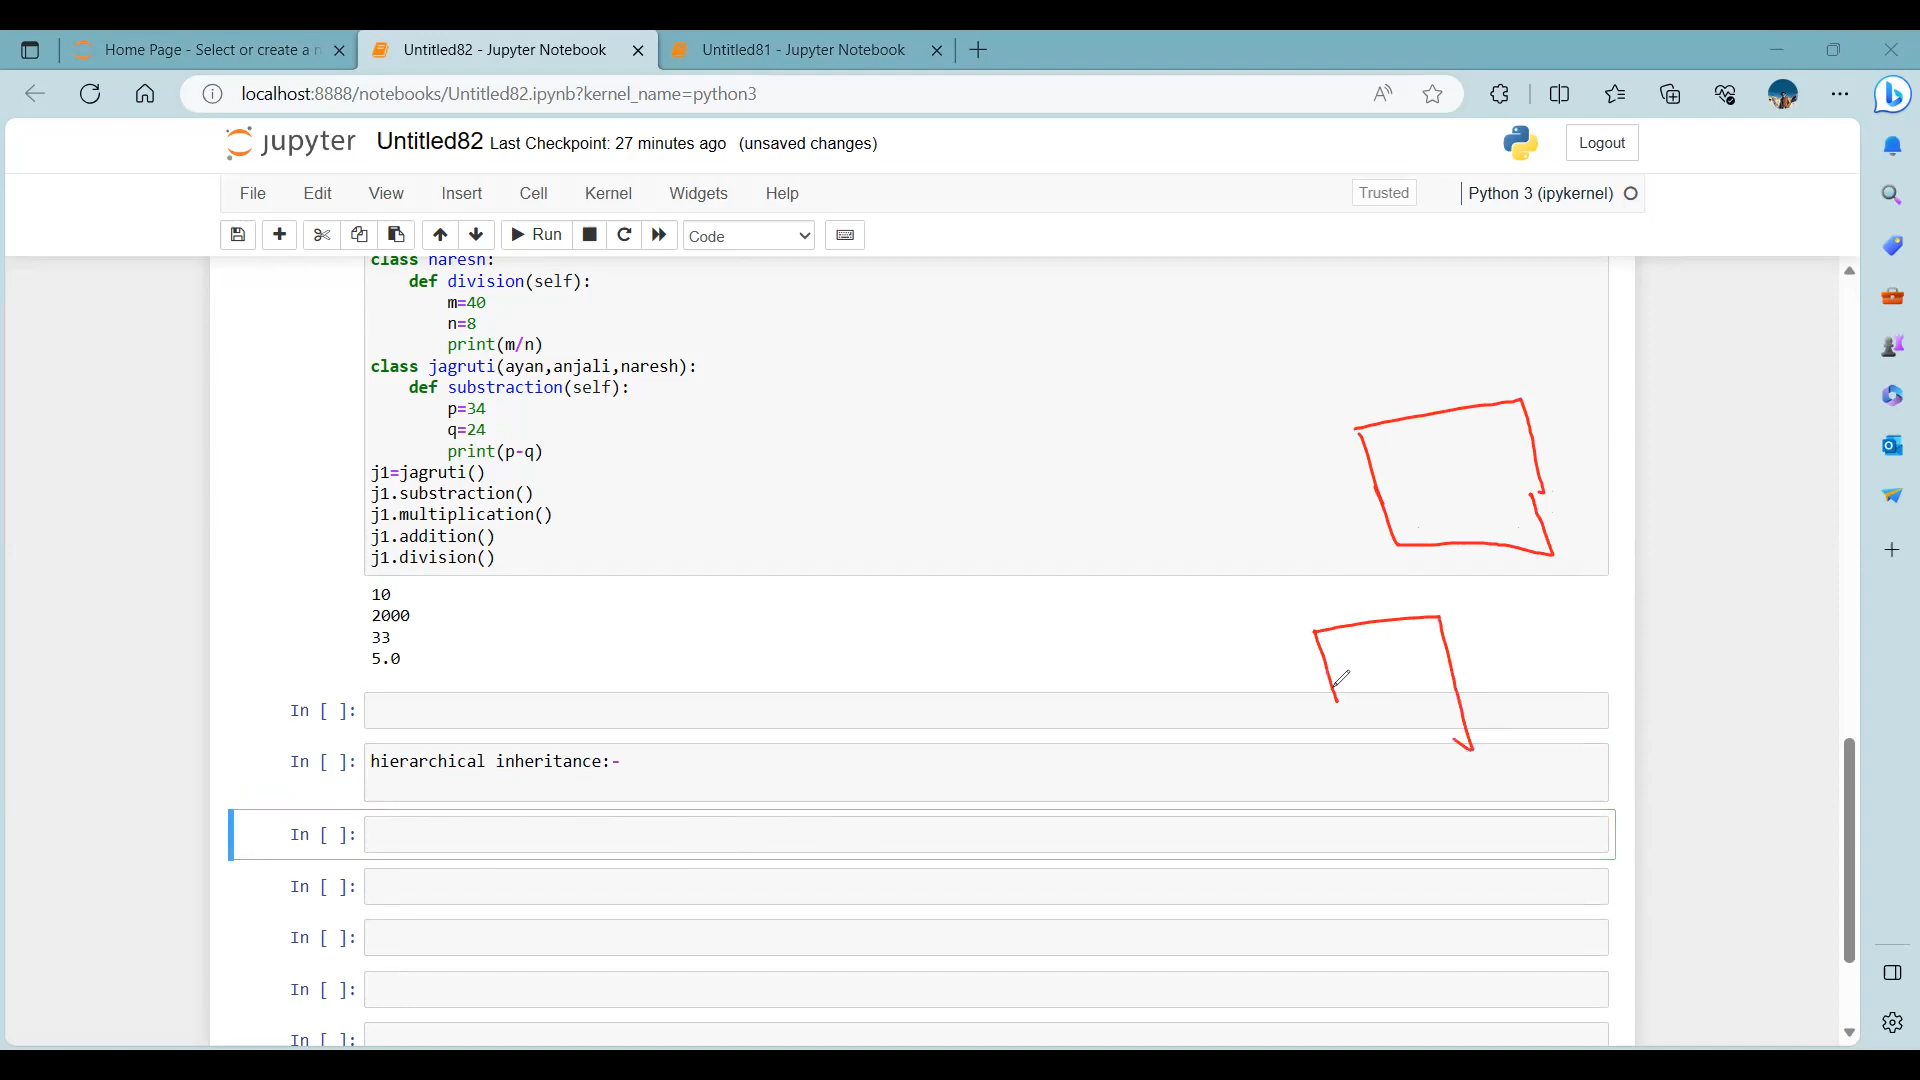 Home Page - Select or create a n
Untitled82 - Jupyter Notebook
Untitled81 - Jupyter Notebook
localhost:8888/notebooks/Untitled82.ipynb?kernel_name=python3
jupyter Untitled82 Last Checkpoint: 27 minutes ago (unsaved changes)
Logout
File Edit View Insert Cell Kernel Widgets Help
Trusted
Python 3 (ipykernel)
Run
Code
class naresh:
    def division(self):
        m=40
        n=8
        print(m/n)
class jagruti(ayan,anjali,naresh):
    def substraction(self):
        p=34
        q=24
        print(p-q)
j1=jagruti()
j1.substraction()
j1.multiplication()
j1.addition()
j1.division()
10
2000
33
5.0
In [ ]:
In [ ]: hierarchical inheritance:-
In [ ]:
In [ ]:
In [ ]:
In [ ]:
In [ ]: